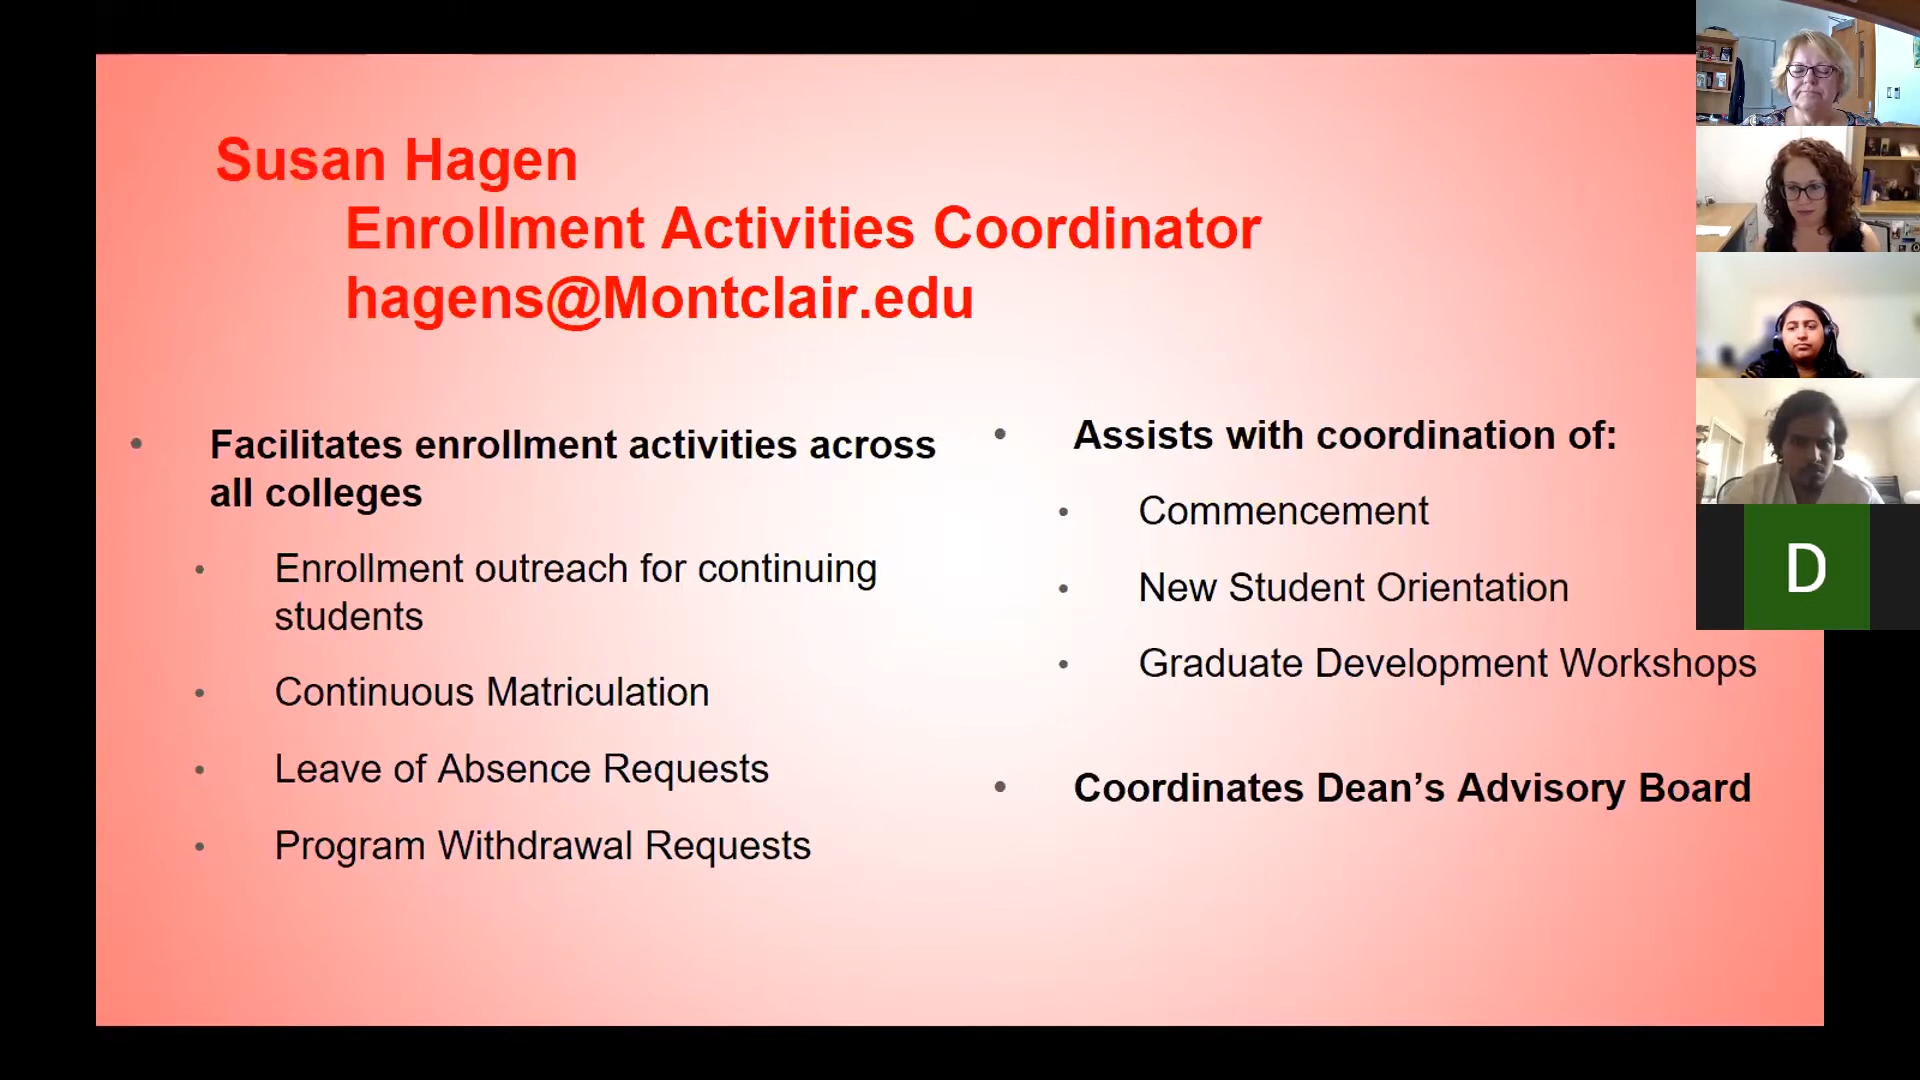 Susan Hagen
Enrollment Activities Coordinator
hagens@Montclair.edu
• Facilitates enrollment activities across
all colleges
• Enrollment outreach for continuing
students
• Continuous Matriculation
• Leave of Absence Requests
• Program Withdrawal Requests
• Assists with coordination of:
• Commencement
• New Student Orientation
• Graduate Development Workshops
• Coordinates Dean’s Advisory Board
D